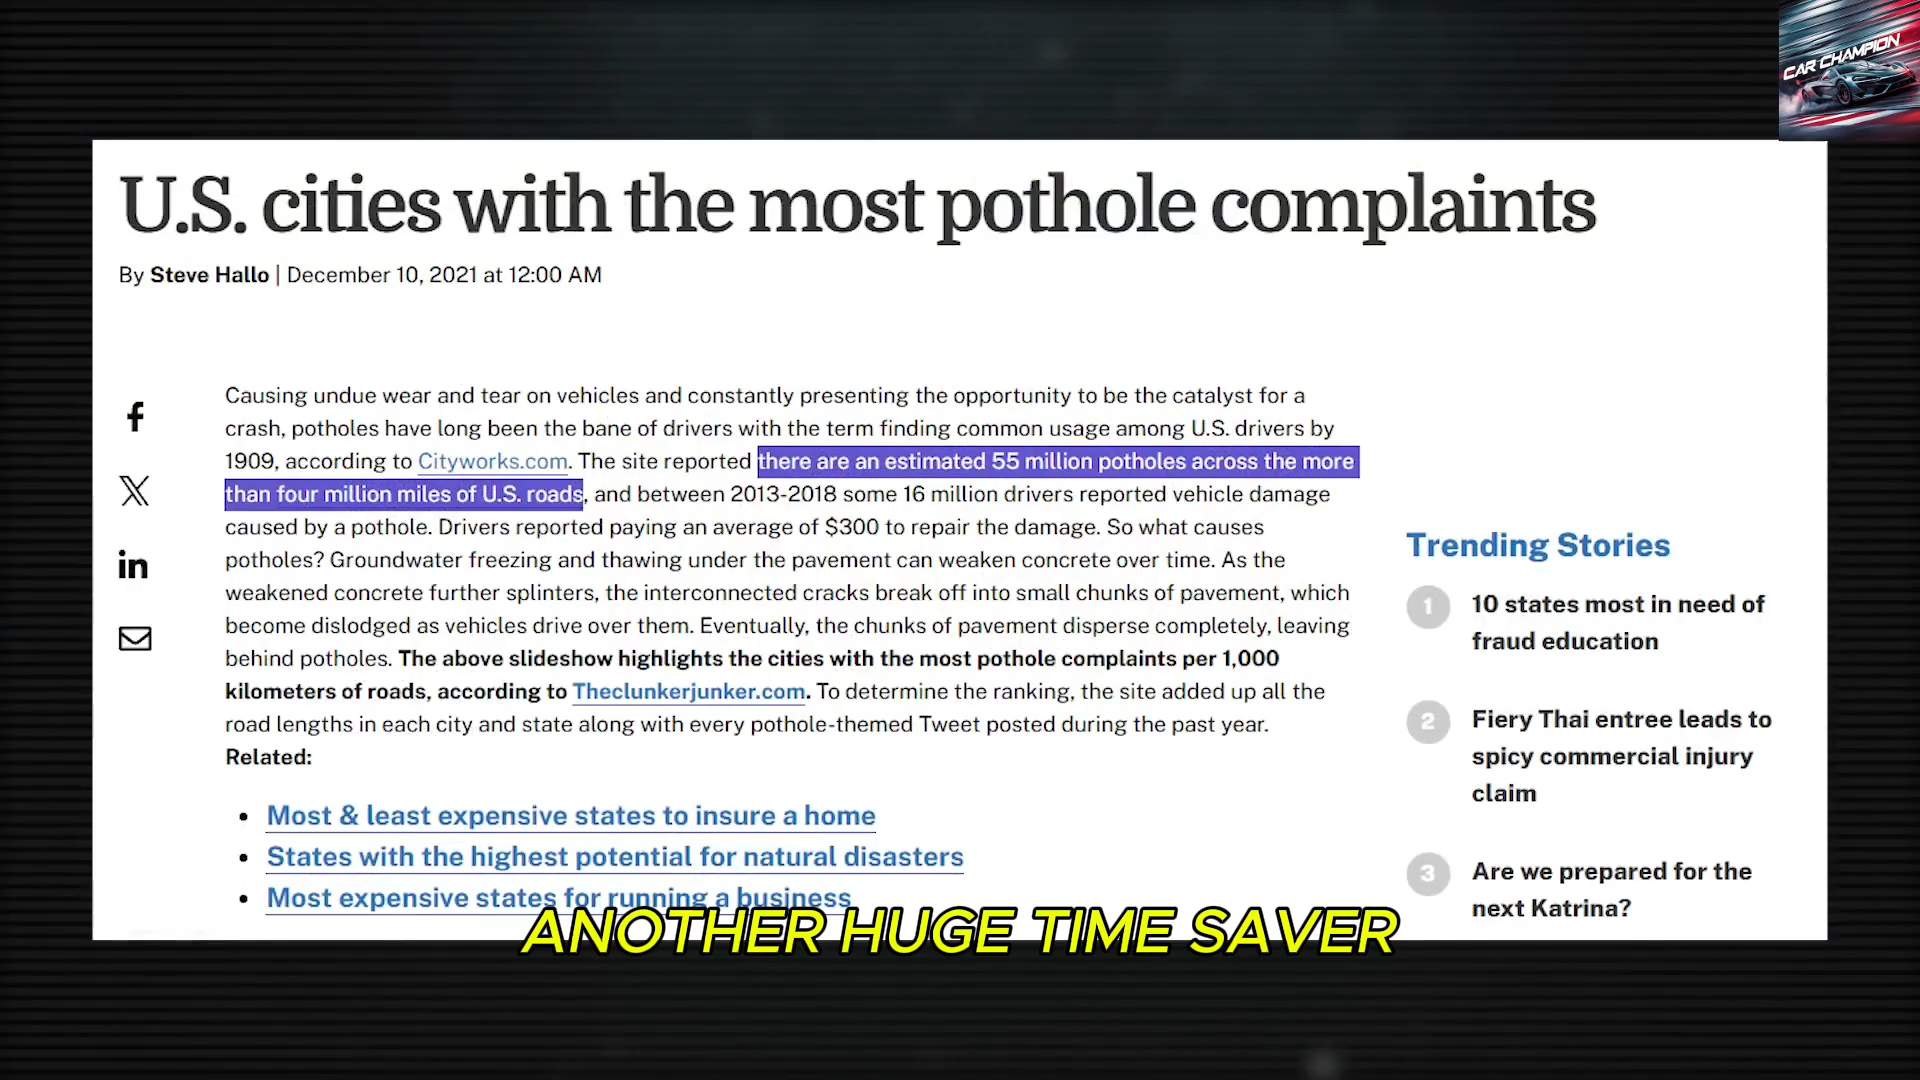 CAR CHAMPION
U.S. cities with the most pothole complaints
By Steve Hallo | December 10, 2021 at 12:00 AM
Causing undue wear and tear on vehicles and constantly presenting the opportunity to be the catalyst for a
crash, potholes have long been the bane of drivers with the term finding common usage among U.S. drivers by
1909, according to Cityworks.com. The site reported there are an estimated 55 million potholes across the more
than four million miles of U.S. roads, and between 2013-2018 some 16 million drivers reported vehicle damage
caused by a pothole. Drivers reported paying an average of $300 to repair the damage. So what causes
potholes? Groundwater freezing and thawing under the pavement can weaken concrete over time. As the
weakened concrete further splinters, the interconnected cracks break off into small chunks of pavement, which
become dislodged as vehicles drive over them. Eventually, the chunks of pavement disperse completely, leaving
behind potholes. The above slideshow highlights the cities with the most pothole complaints per 1,000
kilometers of roads, according to Theclunkerjunker.com. To determine the ranking, the site added up all the
road lengths in each city and state along with every pothole-themed Tweet posted during the past year.
Related:
• Most & least expensive states to insure a home
• States with the highest potential for natural disasters
• Most expensive states for running a business
Trending Stories
1 10 states most in need of
fraud education
2 Fiery Thai entree leads to
spicy commercial injury
claim
3 Are we prepared for the
next Katrina?
ANOTHER HUGE TIME SAVER